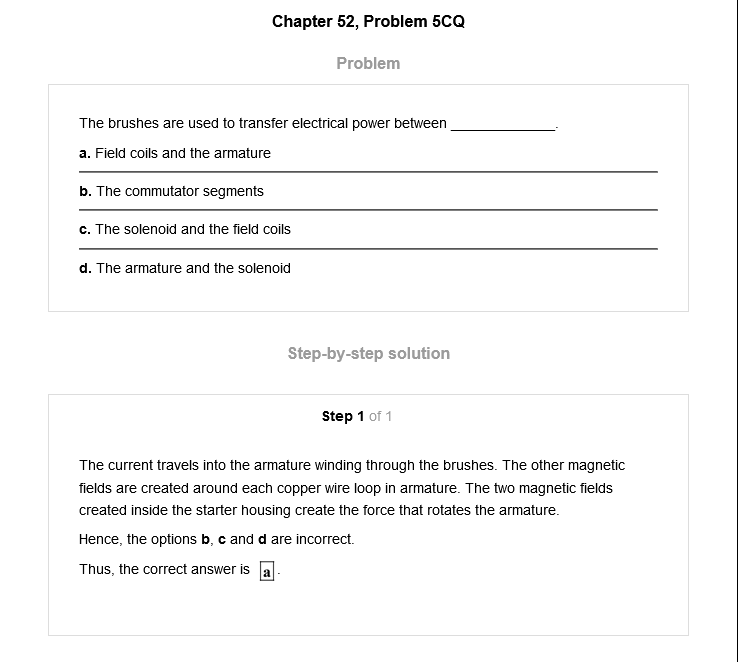 Chapter 52, Problem 5CQ
Problem
The brushes are used to transfer electrical power between ______________.
a. Field coils and the armature
b. The commutator segments
c. The solenoid and the field coils
d. The armature and the solenoid
Step-by-step solution
Step 1 of 1
The current travels into the armature winding through the brushes. The other magnetic
fields are created around each copper wire loop in armature. The two magnetic fields
created inside the starter housing create the force that rotates the armature.
Hence, the options b, c and d are incorrect.
Thus, the correct answer is a.